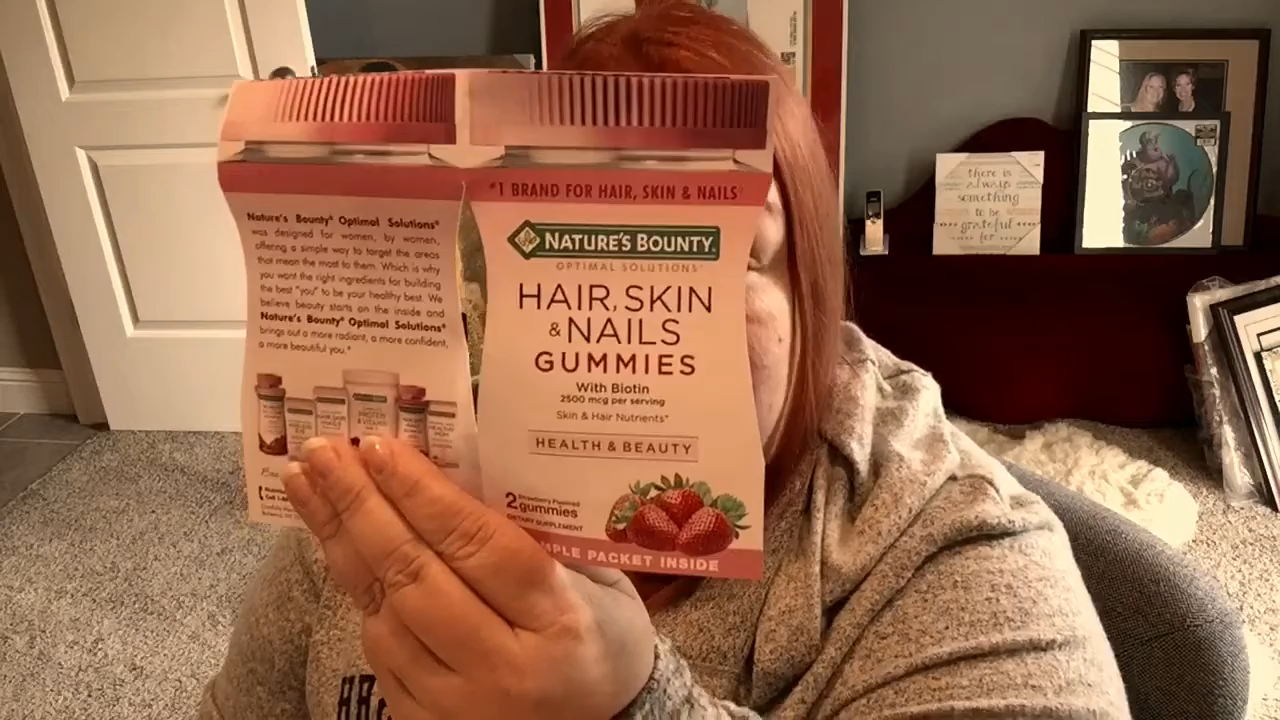 Nature's Bounty® Optimal Solutions®
was designed for women, by women,
offering a simple way to target the areas
that mean the most to them. Which is why
you want the right ingredients for building
the best "you" to be your healthy best. We
believe beauty starts on the inside and
Nature's Bounty® Optimal Solutions®
brings out a more radiant, a more confident,
a more beautiful you.*
#1 BRAND FOR HAIR, SKIN & NAILS
NATURE'S BOUNTY®
OPTIMAL SOLUTIONS®
HAIR, SKIN
& NAILS
GUMMIES
With Biotin
2500 mcg per serving
Skin & Hair Nutrients*
HEALTH & BEAUTY
2 Strawberry Flavored
gummies
DIETARY SUPPLEMENT
MPLE PACKET INSIDE
there is
always
something
to be
grateful
for